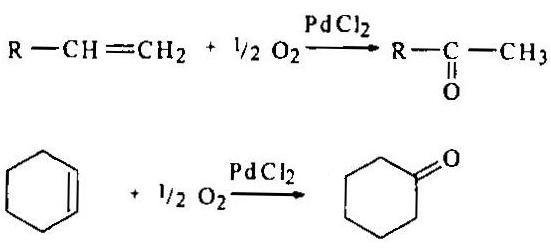 PdCl₂
R—CH=CH₂ + ½ O₂ → R—C—CH₃
O
PdCl₂
+ ½ O₂ → O